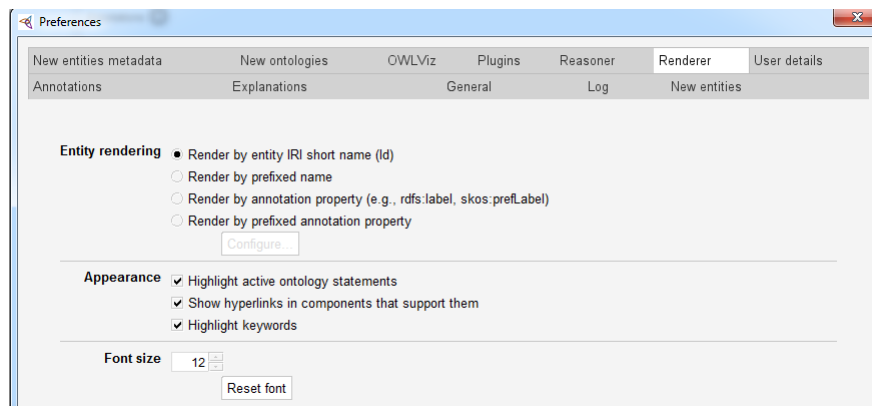 Preferences
New entities metadata New ontologies OWLViz Plugins Reasoner Renderer User details
Annotations Explanations General Log New entities
Entity rendering Render by entity IRI short name (Id)
Render by prefixed name
Render by annotation property (e.g., rdfs:label, skos:prefLabel)
Render by prefixed annotation property
Configure...
Appearance Highlight active ontology statements
Show hyperlinks in components that support them
Highlight keywords
Font size 12
Reset font